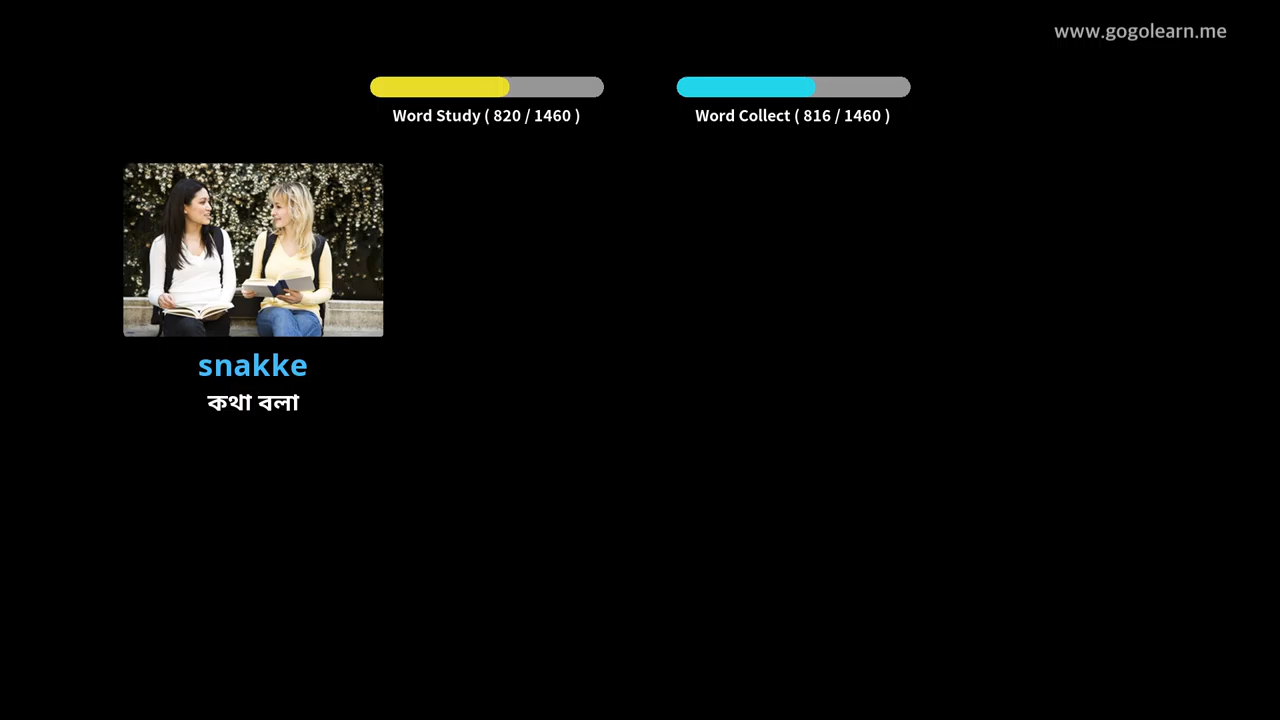 www.gogolearn.me
Word Study ( 820 / 1460 )
Word Collect ( 816 / 1460 )
snakke
কথা বলা